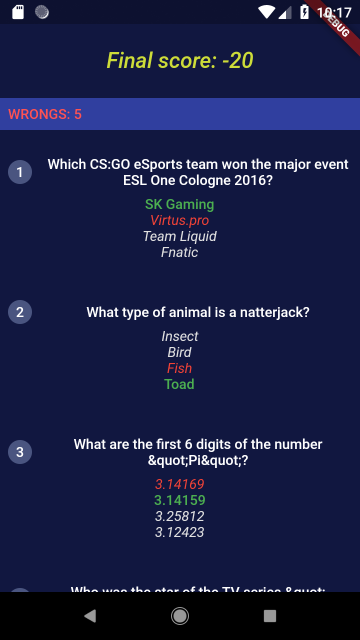 10:17
DEBUG
Final score: -20
WRONGS: 5
1
Which CS:GO eSports team won the major event
ESL One Cologne 2016?
SK Gaming
Virtus.pro
Team Liquid
Fnatic
2
What type of animal is a natterjack?
Insect
Bird
Fish
Toad
3
What are the first 6 digits of the number
&quot;Pi&quot;?
3.14169
3.14159
3.25812
3.12423
Who was the star of the TV series &quot;